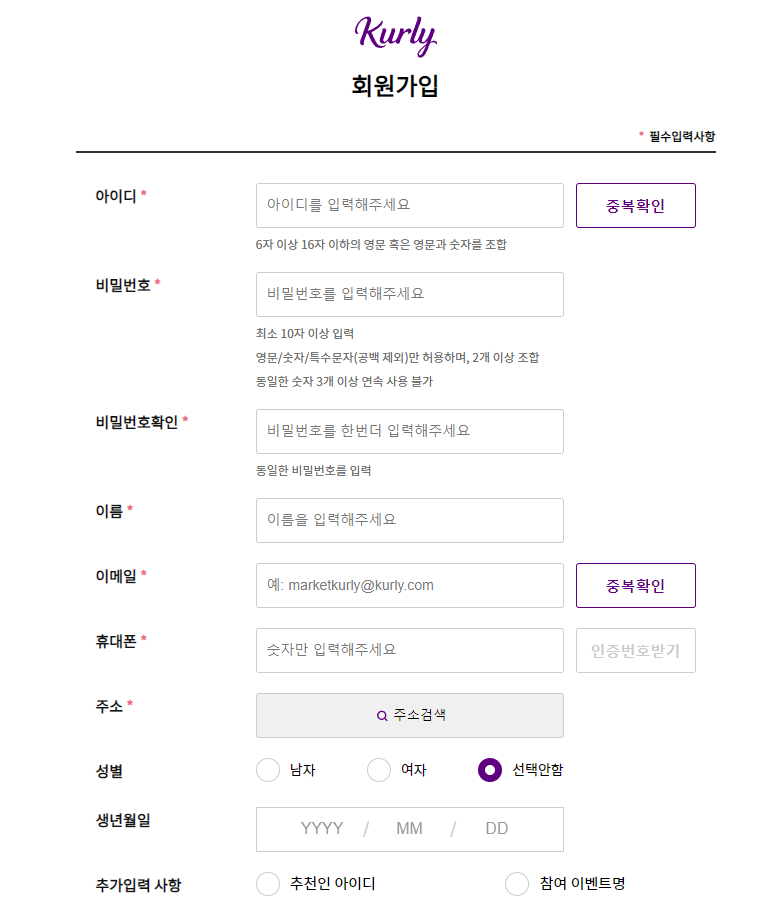 Kurly
회원가입
* 필수입력사항
아이디 * 아이디를 입력해주세요 중복확인
6자 이상 16자 이하의 영문 혹은 영문과 숫자를 조합
비밀번호 * 비밀번호를 입력해주세요
최소 10자 이상 입력
영문/숫자/특수문자(공백 제외)만 허용하며, 2개 이상 조합
동일한 숫자 3개 이상 연속 사용 불가
비밀번호확인 * 비밀번호를 한번더 입력해주세요
동일한 비밀번호를 입력
이름 * 이름을 입력해주세요
이메일 * 예: marketkurly@kurly.com 중복확인
휴대폰 * 숫자만 입력해주세요 인증번호받기
주소 * 주소검색
성별 남자 여자 선택안함
생년월일 YYYY / MM / DD
추가입력 사항 추천인 아이디 참여 이벤트명